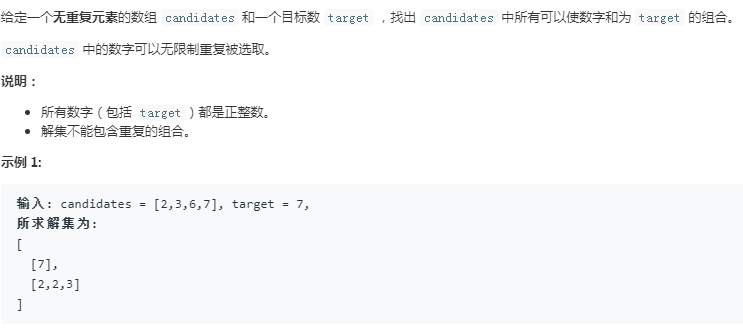 给定一个无重复元素的数组 candidates 和一个目标数 target ，找出 candidates 中所有可以使数字和为 target 的组合。
candidates 中的数字可以无限制重复被选取。
说明：
• 所有数字（包括 target）都是正整数。
• 解集不能包含重复的组合。
示例 1:
输入: candidates = [2,3,6,7], target = 7,
所求解集为:
[
[7],
[2,2,3]
]